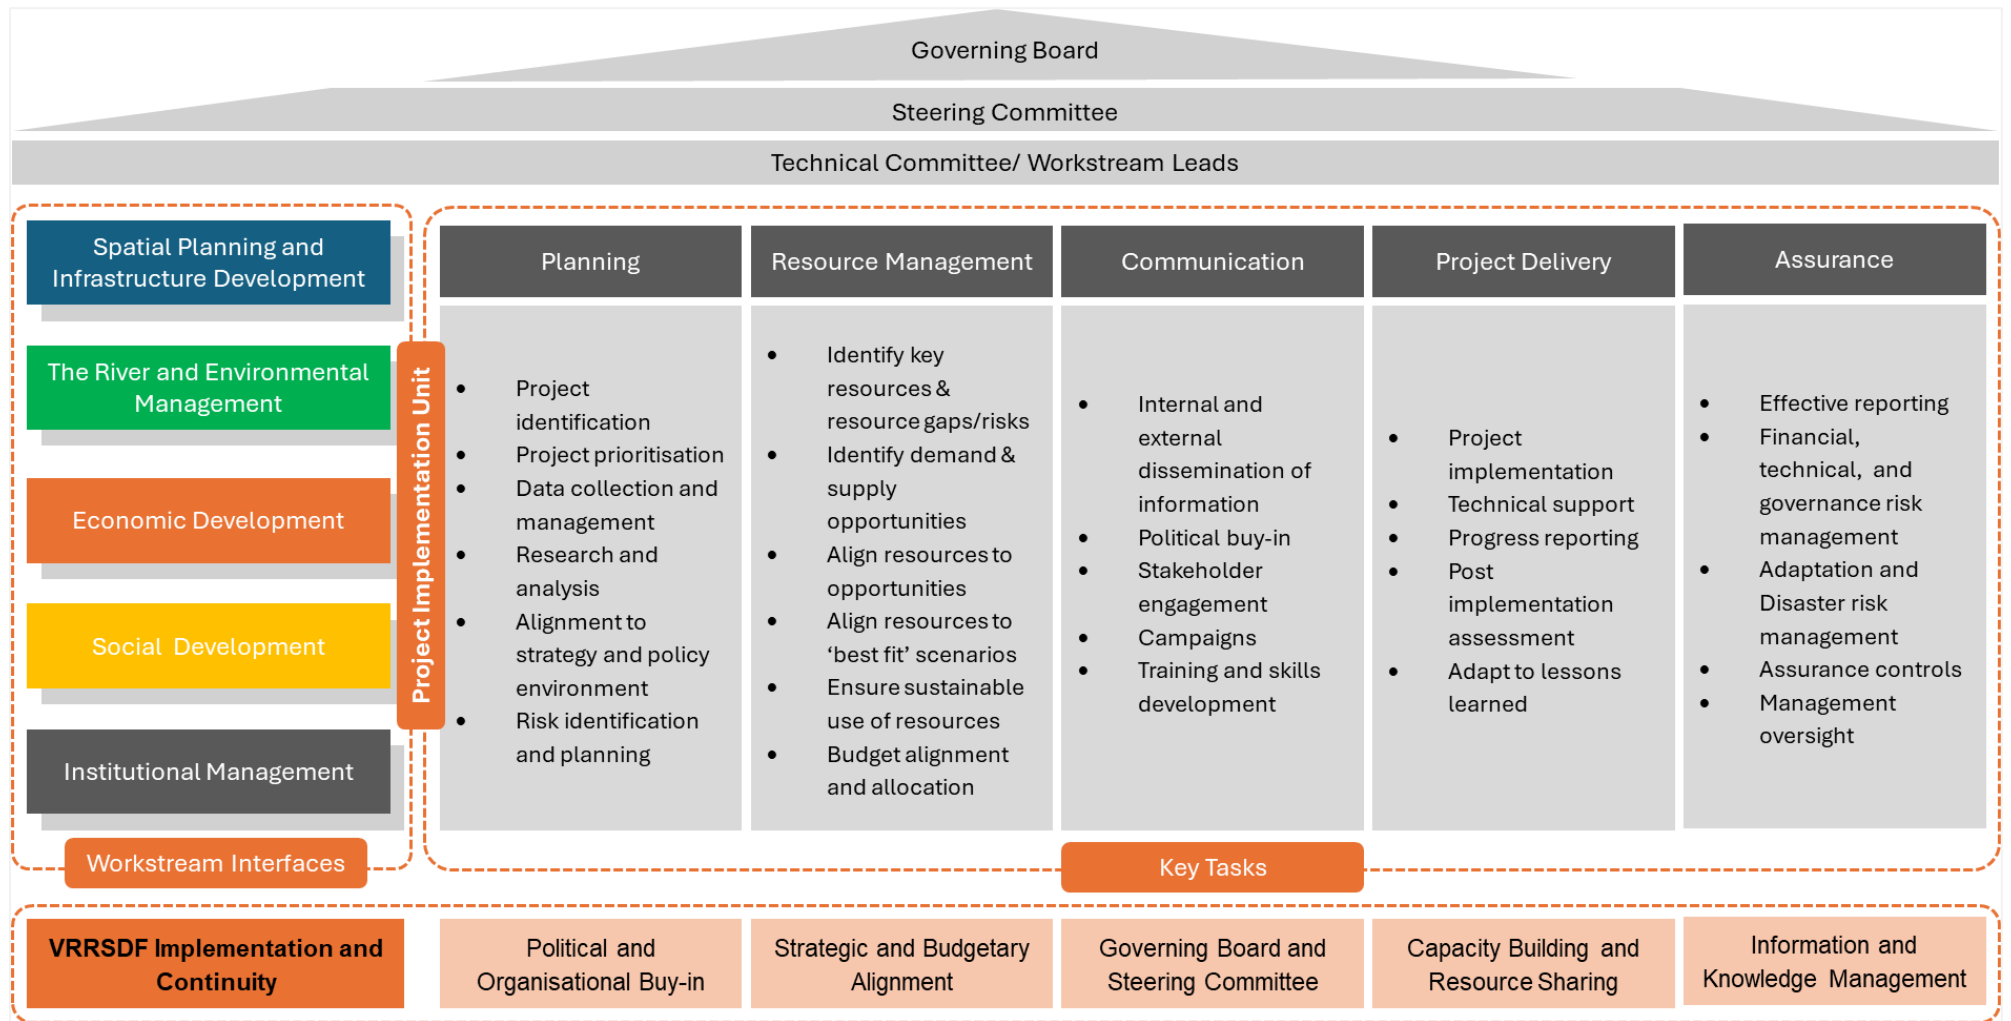 Governing Board
Steering Committee
Technical Committee/ Workstream Leads
Spatial Planning and
Infrastructure Development
The River and Environmental
Management
Economic Development
Social Development
Institutional Management
Workstream Interfaces
Project Implementation Unit
Planning
• Project
identification
• Project prioritisation
• Data collection and
management
• Research and
analysis
• Alignment to
strategy and policy
environment
• Risk identification
and planning
Resource Management
• Identify key
resources &
resource gaps/risks
• Identify demand &
supply
opportunities
• Align resources to
opportunities
• Align resources to
‘best fit’ scenarios
• Ensure sustainable
use of resources
• Budget alignment
and allocation
Communication
• Internal and
external
dissemination of
information
• Political buy-in
• Stakeholder
engagement
• Campaigns
• Training and skills
development
Project Delivery
• Project
implementation
• Technical support
• Progress reporting
• Post
implementation
assessment
• Adapt to lessons
learned
Assurance
• Effective reporting
• Financial,
technical, and
governance risk
management
• Adaptation and
Disaster risk
management
• Assurance controls
• Management
oversight
Key Tasks
VRRSDF Implementation and
Continuity
Political and
Organisational Buy-in
Strategic and Budgetary
Alignment
Governing Board and
Steering Committee
Capacity Building and
Resource Sharing
Information and
Knowledge Management